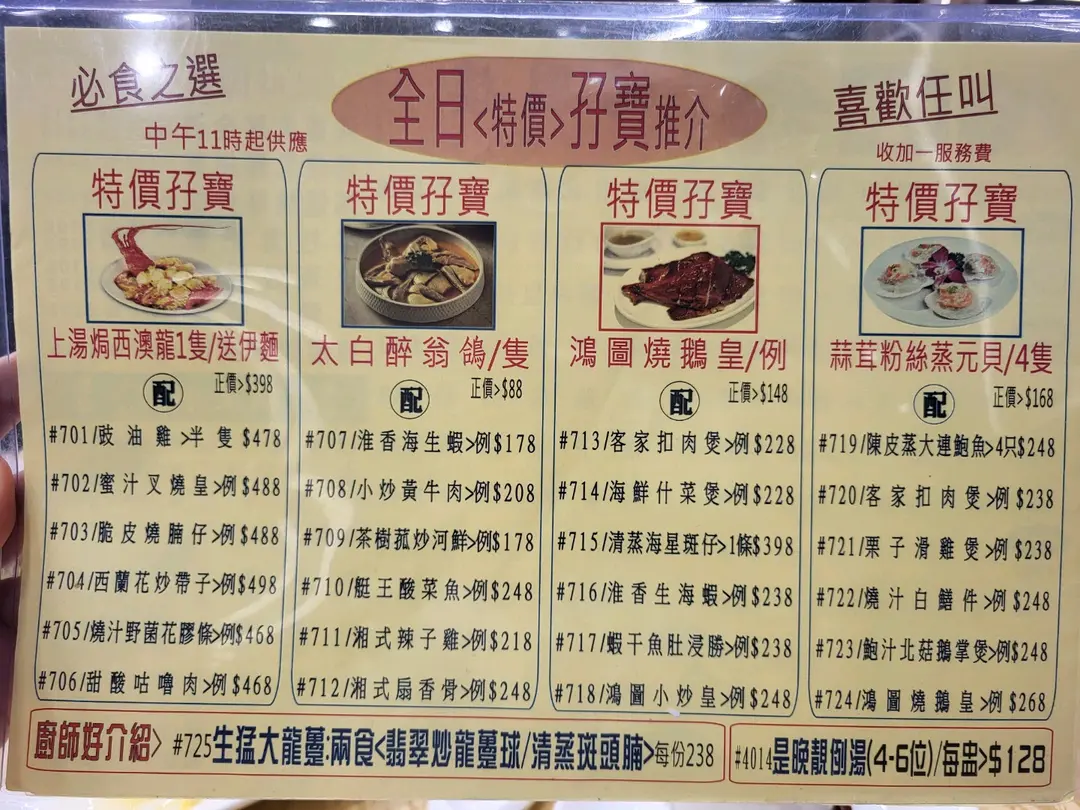 必食之選
全日<特價>孖寶推介
喜歡任叫
中午11時起供應
收加一服務費
特價孖寶
上湯焗西澳龍1隻/送伊麵
配 正價>$398
#701/豉油雞>半隻$478
#702/蜜汁叉燒皇>例$488
#703/脆皮燒腩仔>例$488
#704/西蘭花炒帶子>例$498
#705/燒汁野菌花膠條>例$468
#706/甜酸咕嚕肉>例$468
特價孖寶
太白醉翁鴿/隻
配 正價>$88
#707/淮香海生蝦>例$178
#708/小炒黃牛肉>例$208
#709/茶樹菰炒河鮮>例$178
#710/艇王酸菜魚>例$248
#711/湘式辣子雞>例$218
#712/湘式扇香骨>例$248
特價孖寶
鴻圖燒鵝皇/例
配 正價>$148
#713/客家扣肉煲>例$228
#714/海鮮什菜煲>例$228
#715/清蒸海星斑仔>1條$398
#716/淮香生海蝦>例$238
#717/蝦干魚肚浸勝>例$238
#718/鴻圖小炒皇>例$248
特價孖寶
蒜茸粉絲蒸元貝/4隻
配 正價>$168
#719/陳皮蒸大連鮑魚>4只$248
#720/客家扣肉煲>例$238
#721/栗子滑雞煲>例$238
#722/燒汁白鱔件>例$248
#723/鮑汁北菇鵝掌煲>例$248
#724/鴻圖燒鵝皇>例$268
廚師好介紹> #725生猛大龍躉:兩食<翡翠炒龍躉球/清蒸斑頭腩>每份238
#4014是晚靚例湯(4-6位)/每盅>$128